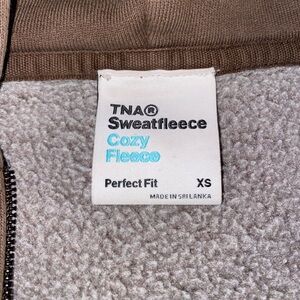 TNA®
Sweatfleece
Cozy
Fleece
Perfect Fit XS
MADE IN SRI LANKA